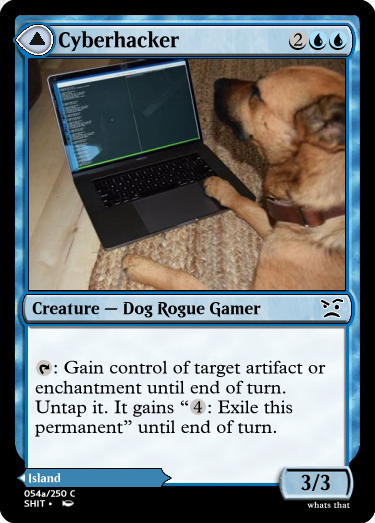 Cyberhacker 2
Creature — Dog Rogue Gamer
: Gain control of target artifact or
enchantment until end of turn.
Untap it. It gains “4: Exile this
permanent” until end of turn.
Island
3/3
054a/250 C
SHIT •
whats that